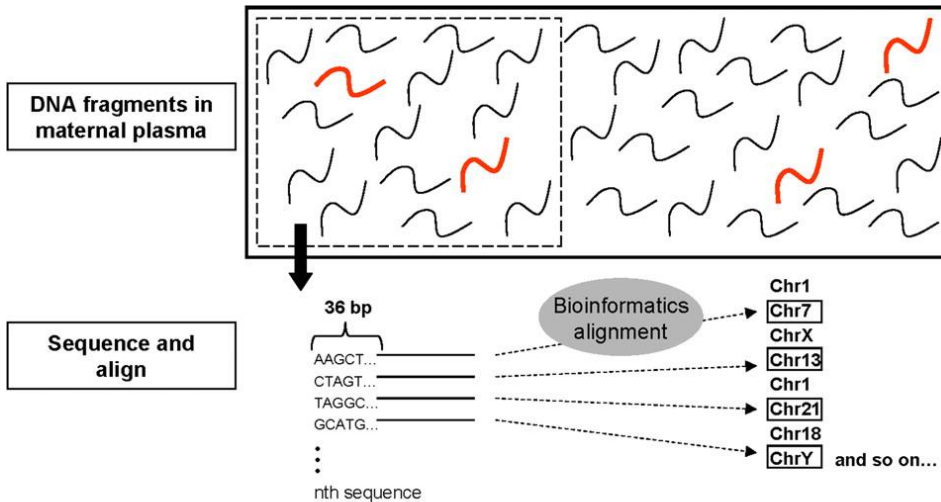 DNA fragments in
maternal plasma
Sequence and
align
36 bp
AAGCT...
CTAGT...
TAGGC...
GCATG...
nth sequence
Bioinformatics
alignment
Chr1
Chr7
ChrX
Chr13
Chr1
Chr21
Chr18
ChrY and so on...